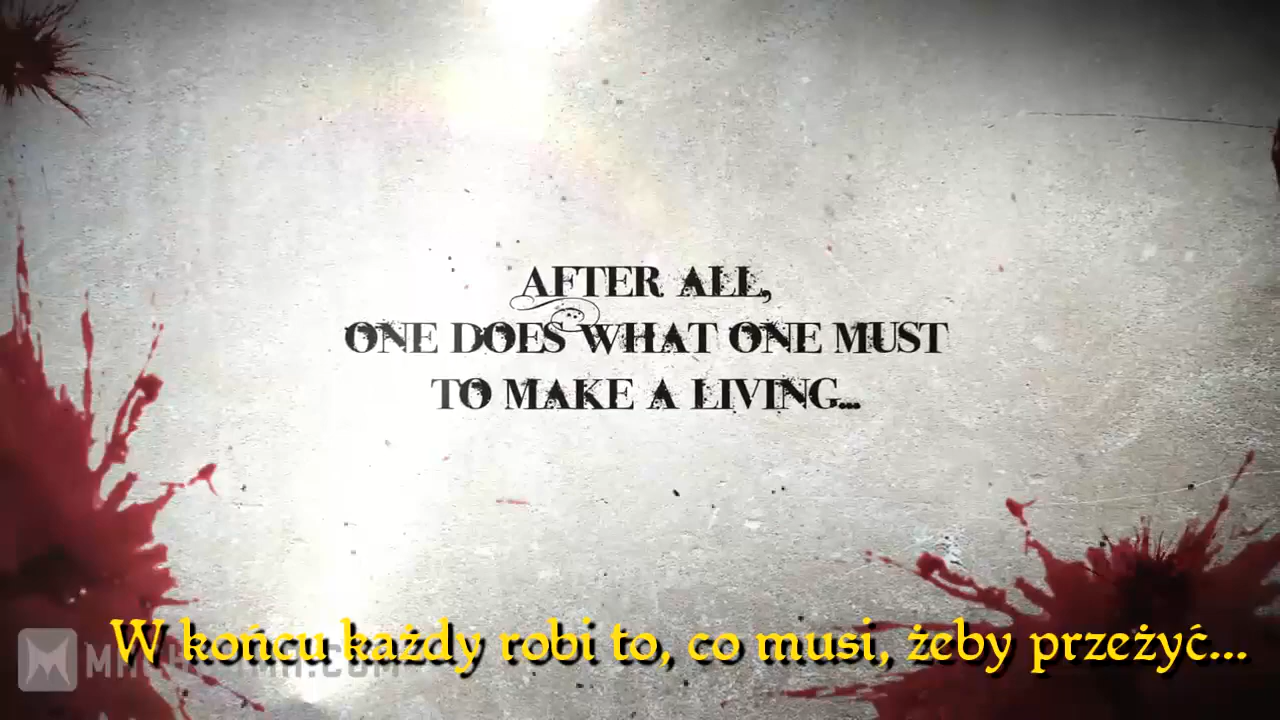 AFTER ALL,
ONE DOES WHAT ONE MUST
TO MAKE A LIVING...
W końcu każdy robi to, co musi, żeby przeżyć...